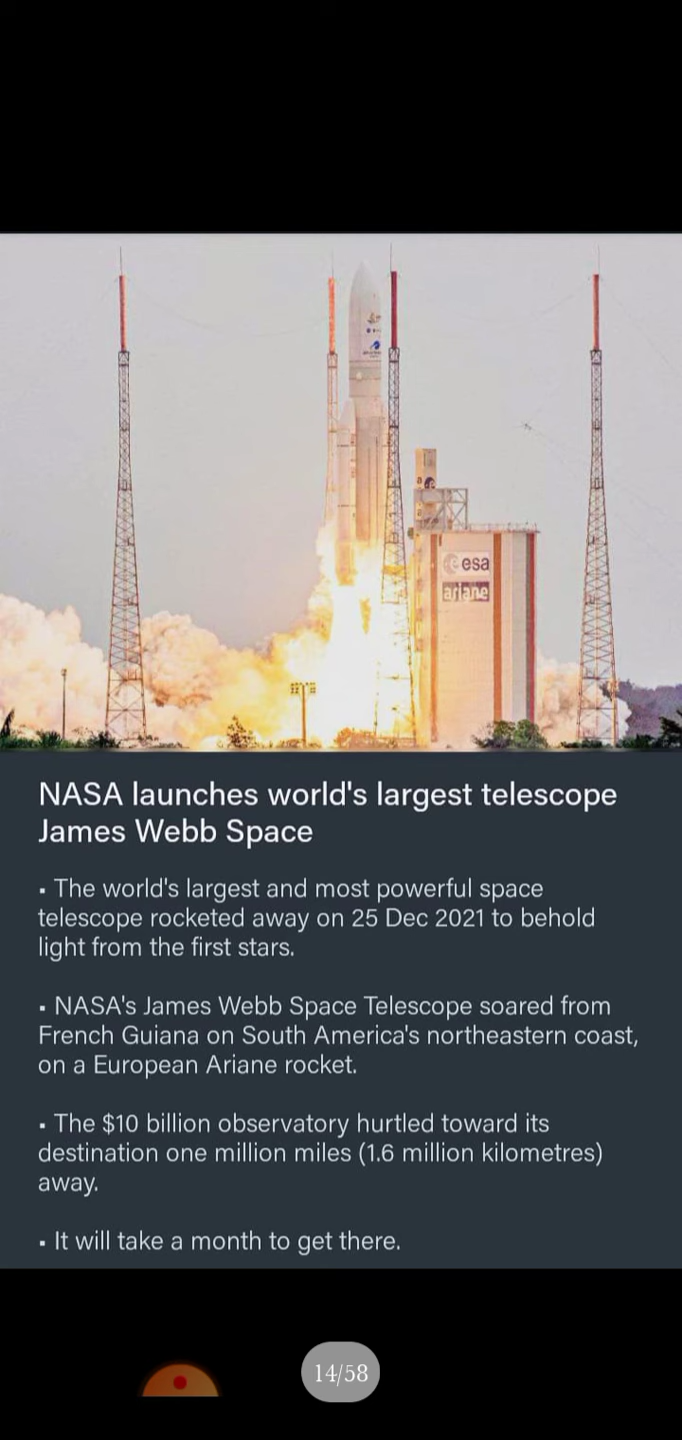 esa
ariane
NASA launches world's largest telescope
James Webb Space
▪ The world's largest and most powerful space
telescope rocketed away on 25 Dec 2021 to behold
light from the first stars.
▪ NASA's James Webb Space Telescope soared from
French Guiana on South America's northeastern coast,
on a European Ariane rocket.
▪ The $10 billion observatory hurtled toward its
destination one million miles (1.6 million kilometres)
away.
▪ It will take a month to get there.
14/58